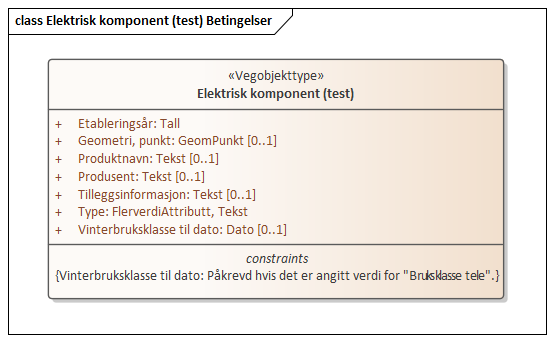 class Elektrisk komponent (test) Betingelser
«Vegobjekttype»
Elektrisk komponent (test)
+ Etableringsår: Tall
+ Geometri, punkt: GeomPunkt [0..1]
+ Produktnavn: Tekst [0..1]
+ Produsent: Tekst [0..1]
+ Tilleggsinformasjon: Tekst [0..1]
+ Type: FlerverdiAttributt, Tekst
+ Vinterbruksklasse til dato: Dato [0..1]
constraints
{Vinterbruksklasse til dato: Påkrevd hvis det er angitt verdi for "Bruksklasse tele".}